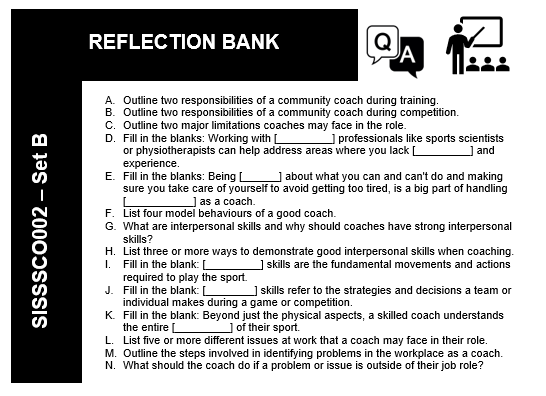 REFLECTION BANK
Q
A
SISSSCO002 – Set B
A. Outline two responsibilities of a community coach during training.
B. Outline two responsibilities of a community coach during competition.
C. Outline two major limitations coaches may face in the role.
D. Fill in the blanks: Working with [__________] professionals like sports scientists
or physiotherapists can help address areas where you lack [__________] and
experience.
E. Fill in the blanks: Being [______] about what you can and can't do and making
sure you take care of yourself to avoid getting too tired, is a big part of handling
[____________] as a coach.
F. List four model behaviours of a good coach.
G. What are interpersonal skills and why should coaches have strong interpersonal
skills?
H. List three or more ways to demonstrate good interpersonal skills when coaching.
I. Fill in the blank: [__________] skills are the fundamental movements and actions
required to play the sport.
J. Fill in the blank: [_________] skills refer to the strategies and decisions a team or
individual makes during a game or competition.
K. Fill in the blank: Beyond just the physical aspects, a skilled coach understands
the entire [__________] of their sport.
L. List five or more different issues at work that a coach may face in their role.
M. Outline the steps involved in identifying problems in the workplace as a coach.
N. What should the coach do if a problem or issue is outside of their job role?